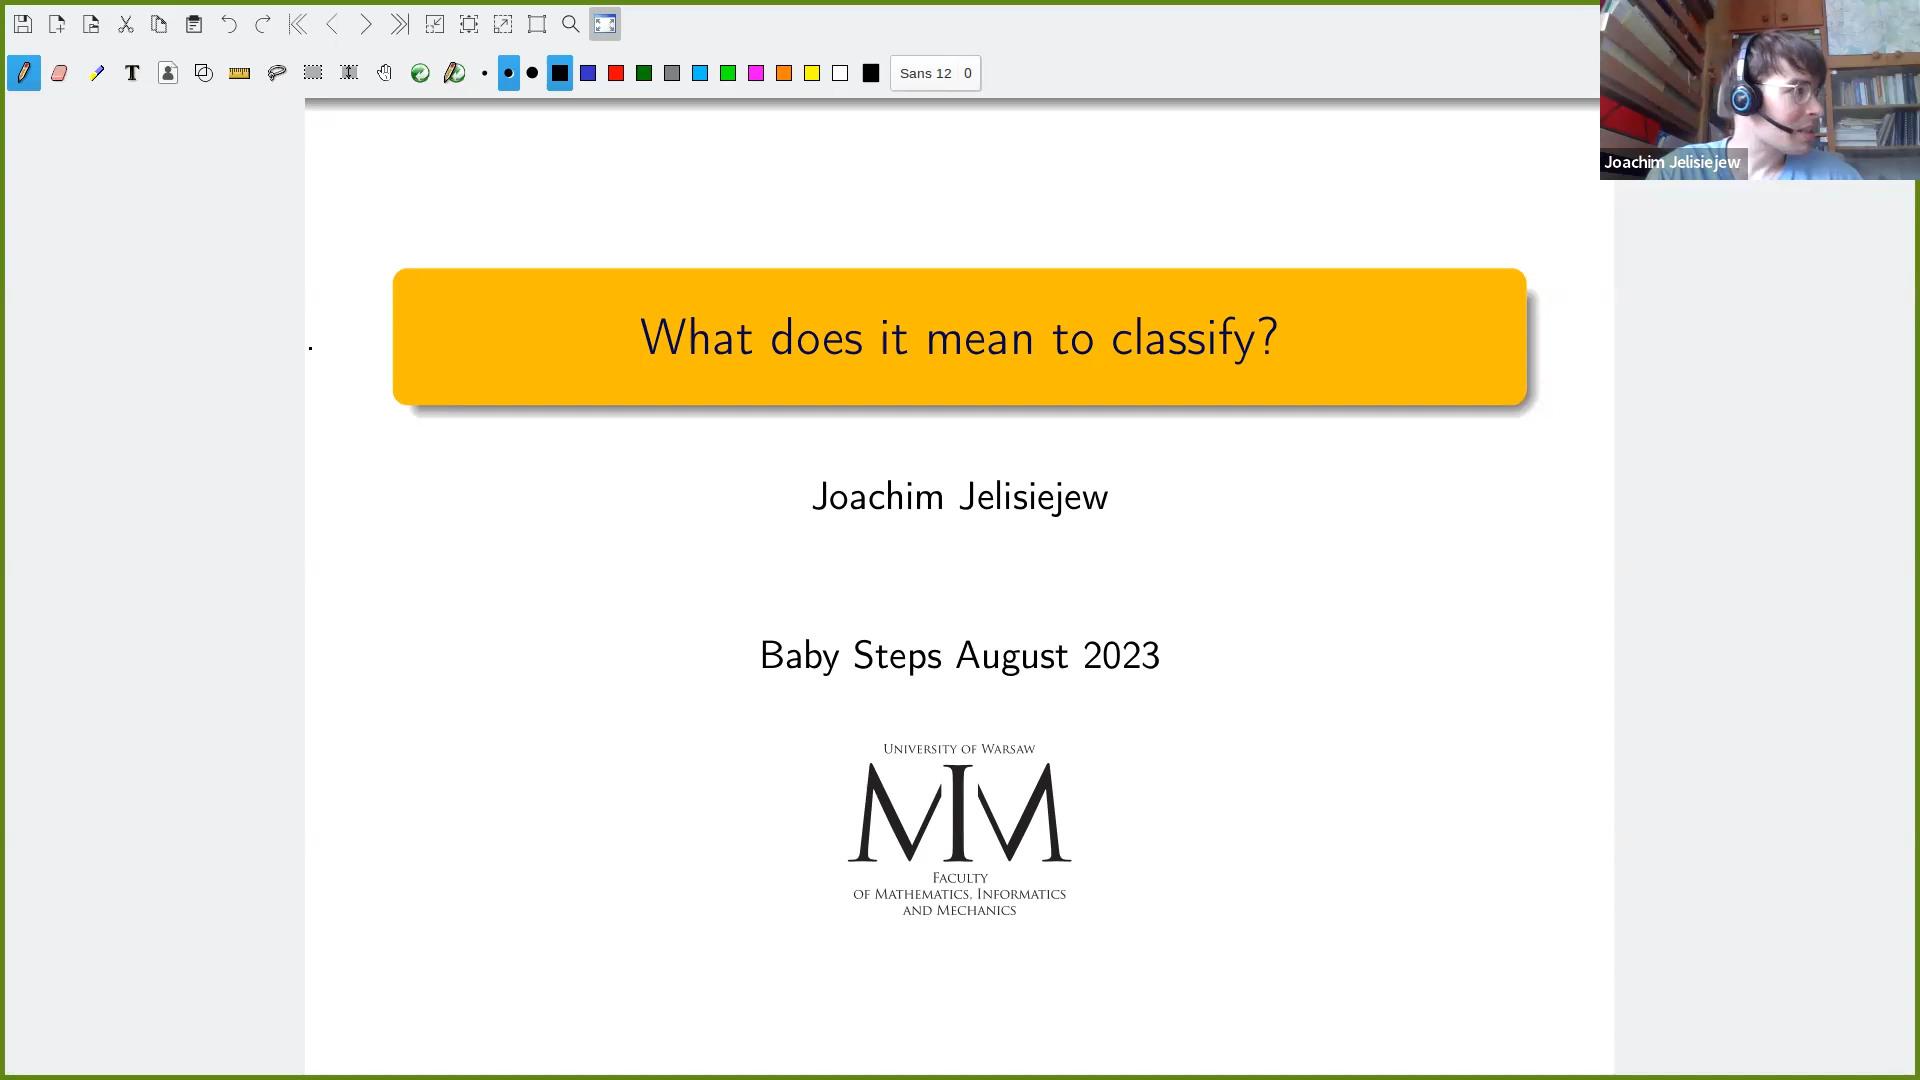 T
Sans 12 0
Joachim Jelisiejew
What does it mean to classify?
Joachim Jelisiejew
Baby Steps August 2023
UNIVERSITY OF WARSAW
MIM
FACULTY
OF MATHEMATICS, INFORMATICS
AND MECHANICS